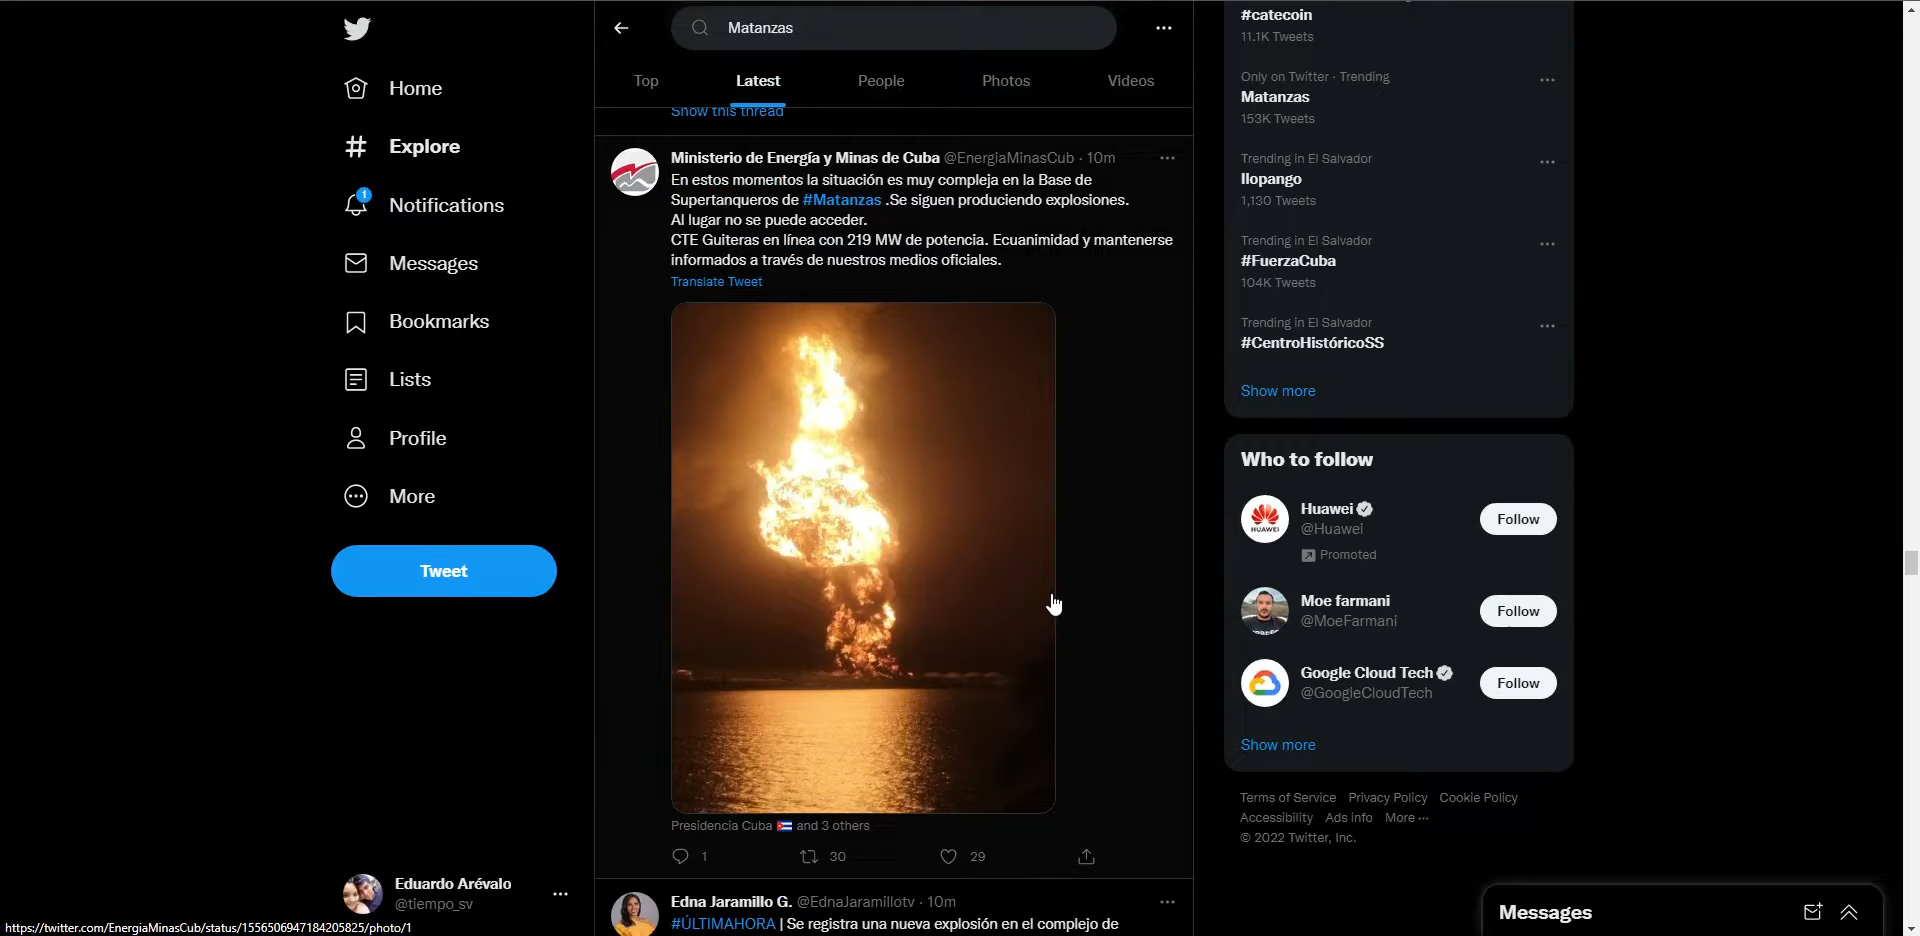 Home
Explore
1
Notifications
Messages
Bookmarks
Lists
Profile
More
Tweet
Eduardo Arévalo
@tiempo_sv
https://twitter.com/EnergiaMinasCub/status/1556506947184205825/photo/1
Matanzas
Top Latest People Photos Videos
Show this thread
Ministerio de Energía y Minas de Cuba @EnergiaMinasCub · 10m
En estos momentos la situación es muy compleja en la Base de
Supertanqueros de #Matanzas .Se siguen produciendo explosiones.
Al lugar no se puede acceder.
CTE Guiteras en línea con 219 MW de potencia. Ecuanimidad y mantenerse
informados a través de nuestros medios oficiales.
Translate Tweet
Presidencia Cuba 🇨🇺 and 3 others
1 30 29
Edna Jaramillo G. @EdnaJaramillotv · 10m
#ÚLTIMAHORA | Se registra una nueva explosión en el complejo de
#catecoin
11.1K Tweets
Only on Twitter · Trending
Matanzas
153K Tweets
Trending in El Salvador
Ilopango
1,130 Tweets
Trending in El Salvador
#FuerzaCuba
104K Tweets
Trending in El Salvador
#CentroHistóricoSS
Show more
Who to follow
HUAWEI
Huawei
@Huawei
Promoted
Follow
Moe farmani
@MoeFarmani
Follow
Google Cloud Tech
@GoogleCloudTech
Follow
Show more
Terms of Service Privacy Policy Cookie Policy
Accessibility Ads info More ···
© 2022 Twitter, Inc.
Messages